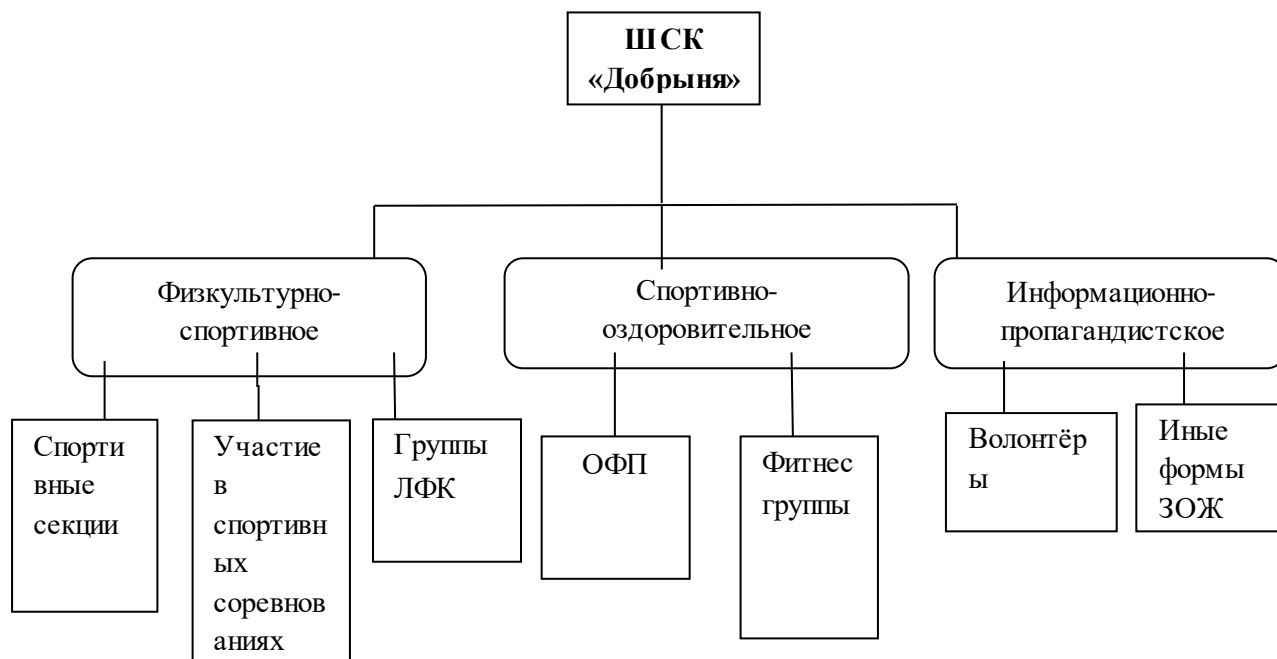 ШСК
«Добрыня»
Физкультурно-
спортивное
Спортивно-
оздоровительное
Информационно-
пропагандистское
Спорти
вные
секции
Участие
в
спортивн
ых
соревнов
аниях
Группы
ЛФК
ОФП
Фитнес
группы
Волонтёр
ы
Иные
формы
ЗОЖ